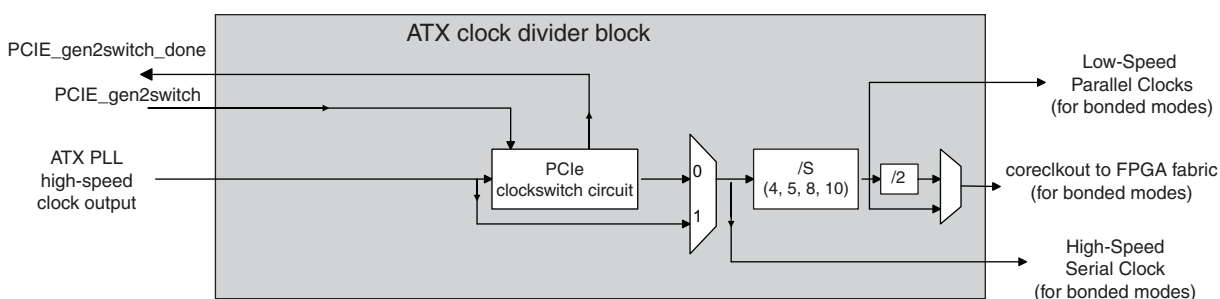 ATX clock divider block
PCIE_gen2switch_done
PCIE_gen2switch
ATX PLL
high-speed
clock output
PCIe
clockswitch circuit
0
1
/S
(4, 5, 8, 10)
/2
Low-Speed
Parallel Clocks
(for bonded modes)
coreclkout to FPGA fabric
(for bonded modes)
High-Speed
Serial Clock
(for bonded modes)